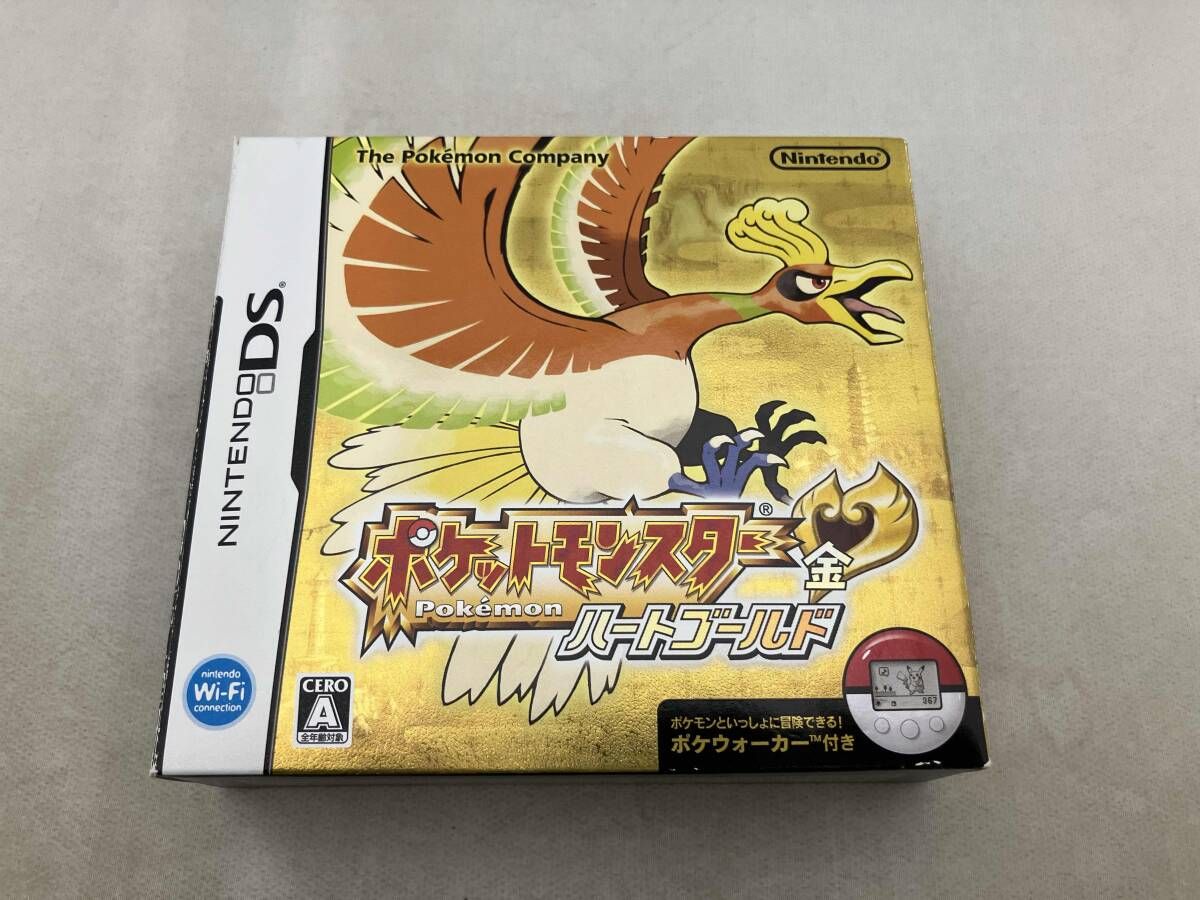 The Pokémon Company
Nintendo
NINTENDO DS®
ポケットモンスター®
Pokémon
金
ハートゴールド
nintendo
Wi-Fi
connection
CERO
A
全年齢対象
367
ポケモンといっしょに冒険できる!
ポケウォーカー™付き